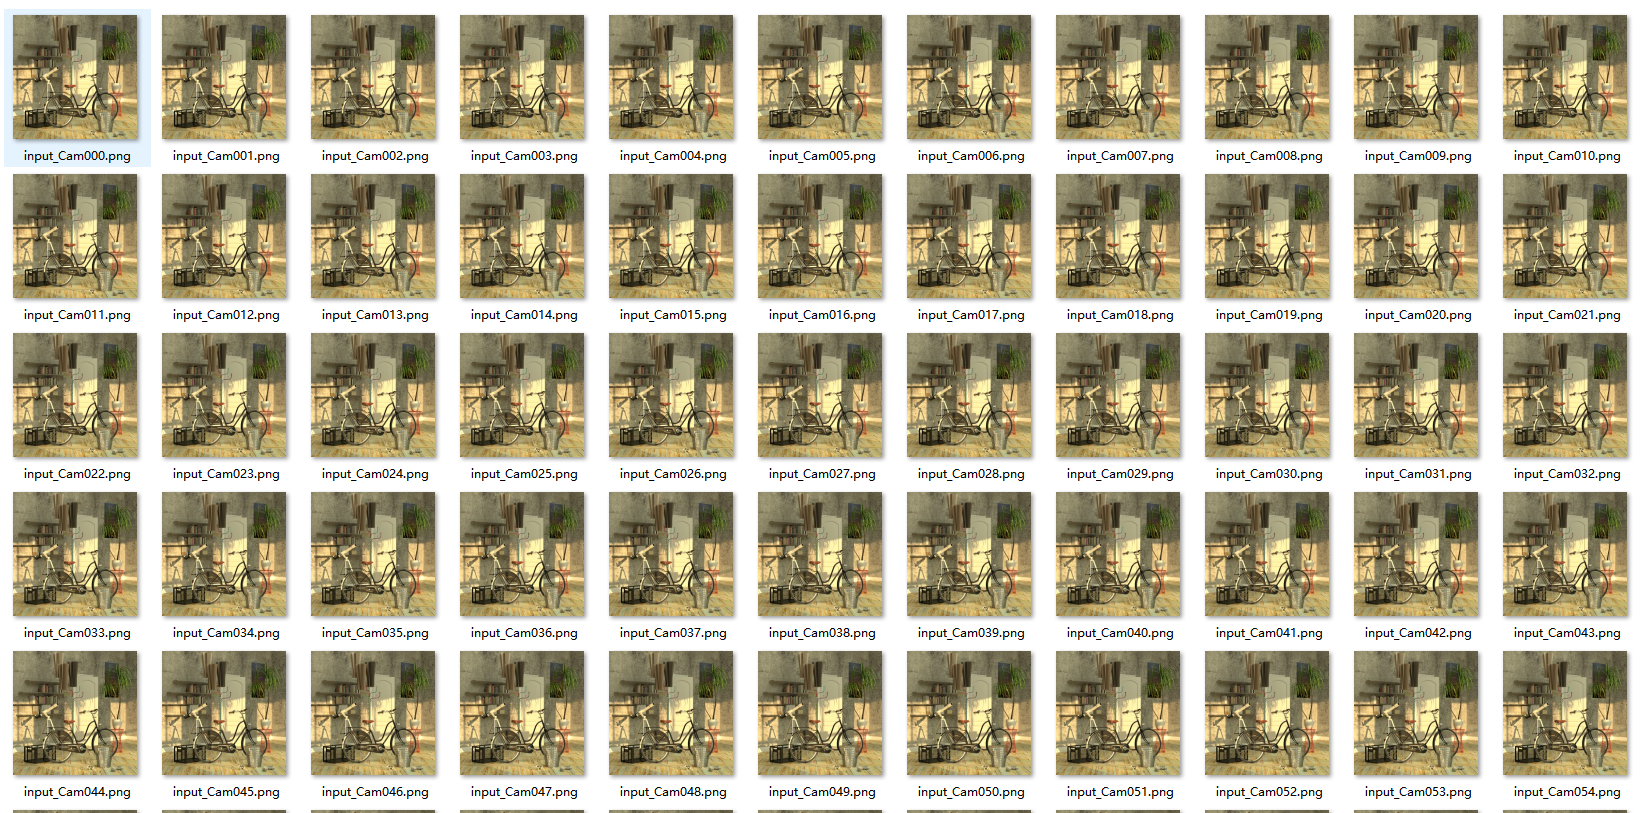 input_Cam000.png input_Cam001.png input_Cam002.png input_Cam003.png input_Cam004.png input_Cam005.png input_Cam006.png input_Cam007.png input_Cam008.png input_Cam009.png input_Cam010.png
input_Cam011.png input_Cam012.png input_Cam013.png input_Cam014.png input_Cam015.png input_Cam016.png input_Cam017.png input_Cam018.png input_Cam019.png input_Cam020.png input_Cam021.png
input_Cam022.png input_Cam023.png input_Cam024.png input_Cam025.png input_Cam026.png input_Cam027.png input_Cam028.png input_Cam029.png input_Cam030.png input_Cam031.png input_Cam032.png
input_Cam033.png input_Cam034.png input_Cam035.png input_Cam036.png input_Cam037.png input_Cam038.png input_Cam039.png input_Cam040.png input_Cam041.png input_Cam042.png input_Cam043.png
input_Cam044.png input_Cam045.png input_Cam046.png input_Cam047.png input_Cam048.png input_Cam049.png input_Cam050.png input_Cam051.png input_Cam052.png input_Cam053.png input_Cam054.png